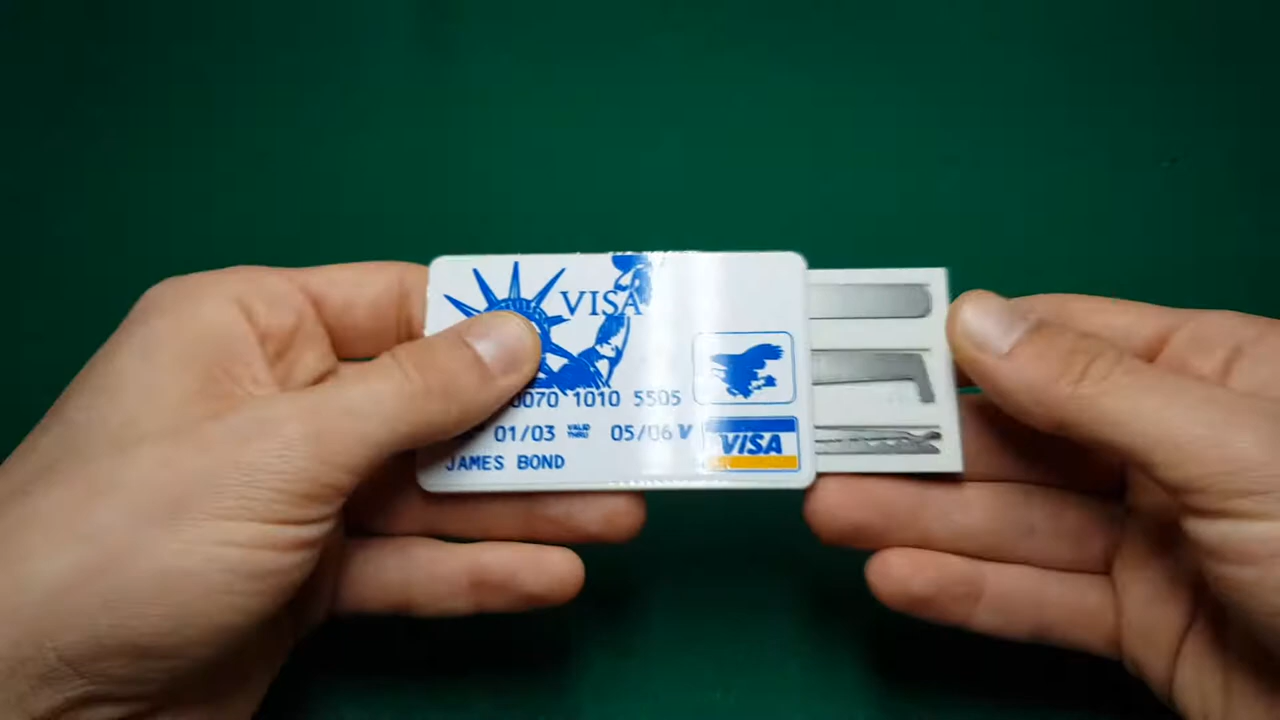 VISA
0070 1010 5505
01/03 VALID THRU 05/06 V
VISA
JAMES BOND